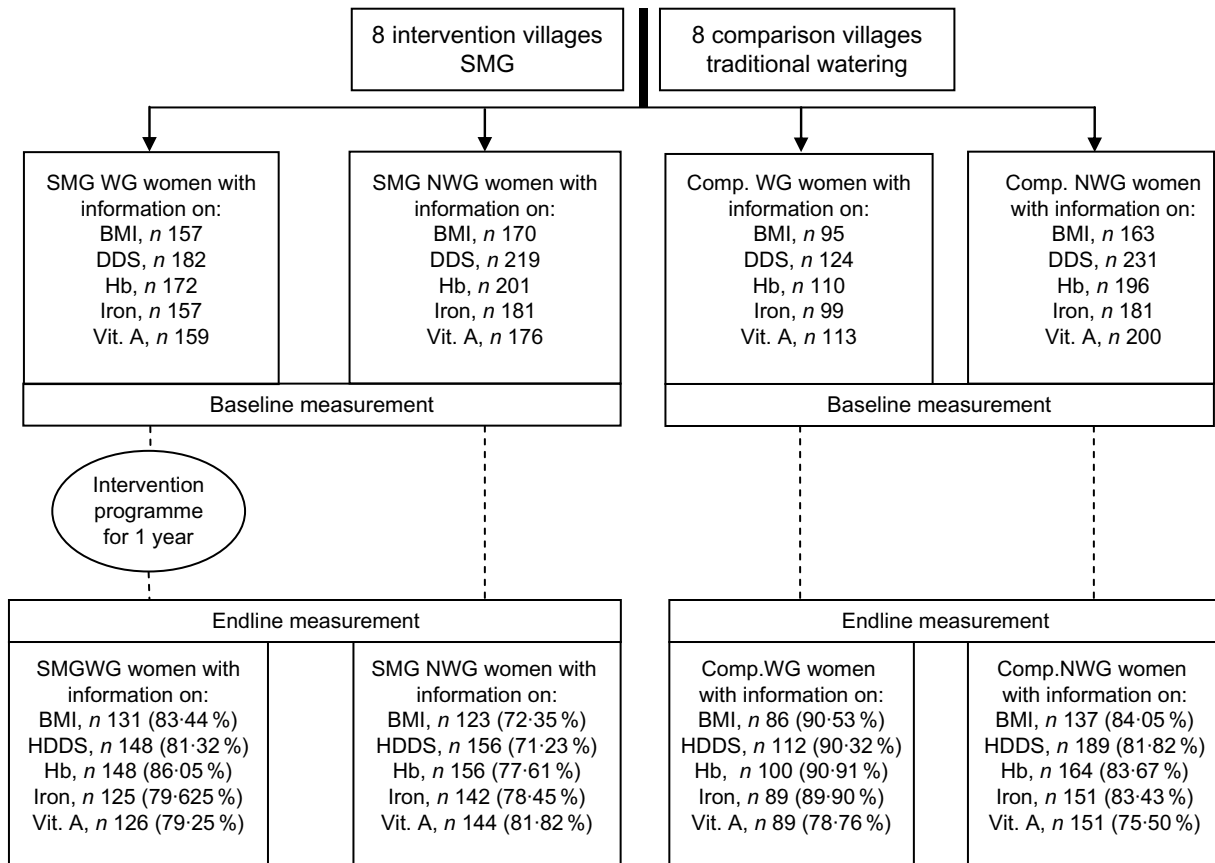 8 intervention villages
SMG
8 comparison villages
traditional watering
SMG WG women with
information on:
BMI, n 157
DDS, n 182
Hb, n 172
Iron, n 157
Vit. A, n 159
SMG NWG women with
information on:
BMI, n 170
DDS, n 219
Hb, n 201
Iron, n 181
Vit. A, n 176
Comp. WG women with
information on:
BMI, n 95
DDS, n 124
Hb, n 110
Iron, n 99
Vit. A, n 113
Comp. NWG women
with information on:
BMI, n 163
DDS, n 231
Hb, n 196
Iron, n 181
Vit. A, n 200
Baseline measurement
Baseline measurement
Intervention
programme
for 1 year
Endline measurement
Endline measurement
SMGWG women with
information on:
BMI, n 131 (83·44 %)
HDDS, n 148 (81·32 %)
Hb, n 148 (86·05 %)
Iron, n 125 (79·625 %)
Vit. A, n 126 (79·25 %)
SMG NWG women with
information on:
BMI, n 123 (72·35 %)
HDDS, n 156 (71·23 %)
Hb, n 156 (77·61 %)
Iron, n 142 (78·45 %)
Vit. A, n 144 (81·82 %)
Comp.WG women
with information on:
BMI, n 86 (90·53 %)
HDDS, n 112 (90·32 %)
Hb, n 100 (90·91 %)
Iron, n 89 (89·90 %)
Vit. A, n 89 (78·76 %)
Comp.NWG women
with information on:
BMI, n 137 (84·05 %)
HDDS, n 189 (81·82 %)
Hb, n 164 (83·67 %)
Iron, n 151 (83·43 %)
Vit. A, n 151 (75·50 %)